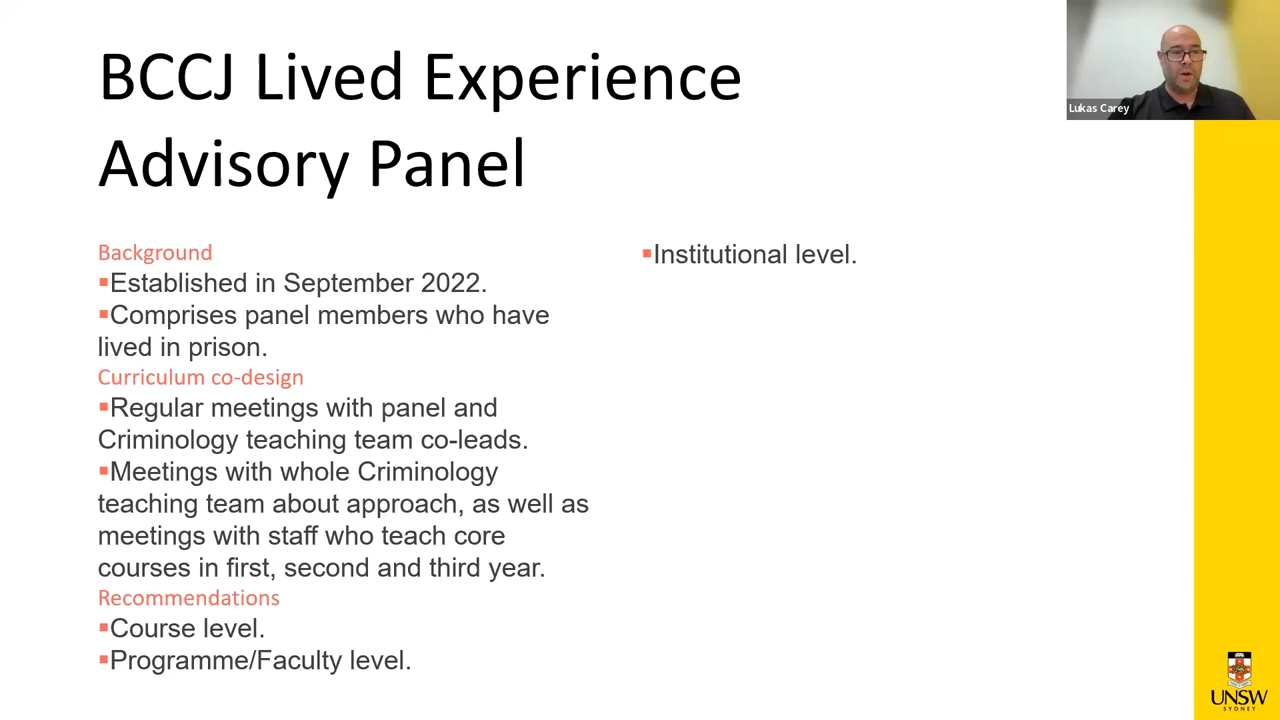 BCCJ Lived Experience
Advisory Panel
Lukas Carey
Background
▪Established in September 2022.
▪Comprises panel members who have
lived in prison.
Curriculum co-design
▪Regular meetings with panel and
Criminology teaching team co-leads.
▪Meetings with whole Criminology
teaching team about approach, as well as
meetings with staff who teach core
courses in first, second and third year.
Recommendations
▪Course level.
▪Programme/Faculty level.
▪Institutional level.
UNSW
SYDNEY